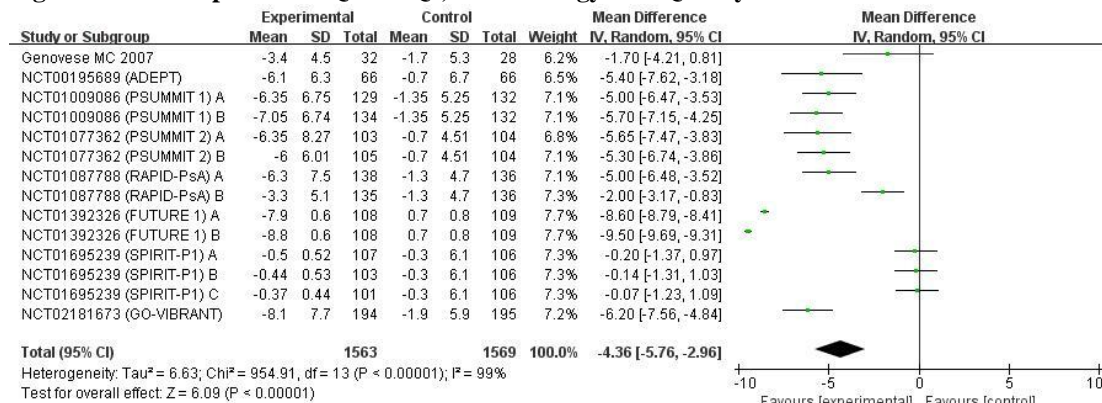 Experimental Control Mean Difference Mean Difference
Study or Subgroup Mean SD Total Mean SD Total Weight IV, Random, 95% CI IV, Random, 95% CI
Genovese MC 2007 -3.4 4.5 32 -1.7 5.3 28 6.2% -1.70 [-4.21, 0.81]
NCT00195689 (ADEPT) -6.1 6.3 66 -0.7 6.7 66 6.5% -5.40 [-7.62, -3.18]
NCT01009086 (PSUMMIT 1) A -6.35 6.75 129 -1.35 5.25 132 7.1% -5.00 [-6.47, -3.53]
NCT01009086 (PSUMMIT 1) B -7.05 6.74 134 -1.35 5.25 132 7.1% -5.70 [-7.15, -4.25]
NCT01077362 (PSUMMIT 2) A -6.35 8.27 103 -0.7 4.51 104 6.8% -5.65 [-7.47, -3.83]
NCT01077362 (PSUMMIT 2) B -6 6.01 105 -0.7 4.51 104 7.1% -5.30 [-6.74, -3.86]
NCT01087788 (RAPID-PsA) A -6.3 7.5 138 -1.3 4.7 136 7.1% -5.00 [-6.48, -3.52]
NCT01087788 (RAPID-PsA) B -3.3 5.1 135 -1.3 4.7 136 7.3% -2.00 [-3.17, -0.83]
NCT01392326 (FUTURE 1) A -7.9 0.6 108 0.7 0.8 109 7.7% -8.60 [-8.79, -8.41]
NCT01392326 (FUTURE 1) B -8.8 0.6 108 0.7 0.8 109 7.7% -9.50 [-9.69, -9.31]
NCT01695239 (SPIRIT-P1) A -0.5 0.52 107 -0.3 6.1 106 7.3% -0.20 [-1.37, 0.97]
NCT01695239 (SPIRIT-P1) B -0.44 0.53 103 -0.3 6.1 106 7.3% -0.14 [-1.31, 1.03]
NCT01695239 (SPIRIT-P1) C -0.37 0.44 101 -0.3 6.1 106 7.3% -0.07 [-1.23, 1.09]
NCT02181673 (GO-VIBRANT) -8.1 7.7 194 -1.9 5.9 195 7.2% -6.20 [-7.56, -4.84]
Total (95% CI) 1563 1569 100.0% -4.36 [-5.76, -2.96]
Heterogeneity: Tau² = 6.63; Chi² = 954.91, df = 13 (P < 0.00001); I² = 99%
Test for overall effect: Z = 6.09 (P < 0.00001)
-10 -5 0 5 10
Favours [experimental] Favours [control]